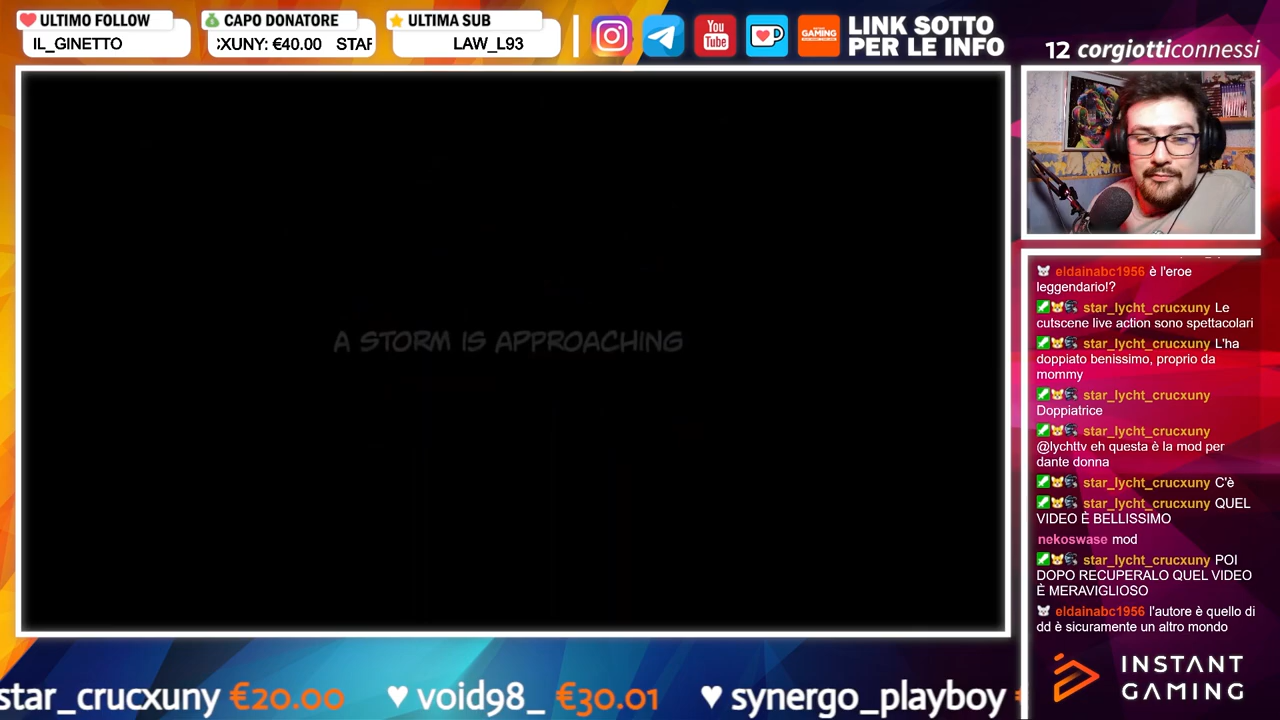 ULTIMO FOLLOW
IL_GINETTO
CAPO DONATORE
XUNY: €40.00 STAR
ULTIMA SUB
LAW_L93
You
Tube
GAMING
LINK SOTTO
PER LE INFO
12 corgiotticonnessi
A STORM IS APPROACHING
eldainabc1956 è l'eroe
leggendario!?
star_lycht_crucxuny Le
cutscene live action sono spettacolari
star_lycht_crucxuny L'ha
doppiato benissimo, proprio da
mommy
star_lycht_crucxuny
Doppiatrice
star_lycht_crucxuny
@lychttv eh questa è la mod per
dante donna
star_lycht_crucxuny C'è
star_lycht_crucxuny QUEL
VIDEO È BELLISSIMO
nekoswase mod
star_lycht_crucxuny POI
DOPO RECUPERALO QUEL VIDEO
È MERAVIGLIOSO
eldainabc1956 l'autore è quello di
dd è sicuramente un altro mondo
star_crucxuny €20.00 ♥ void98_ €30.01 ♥ synergo_playboy
INSTANT
GAMING